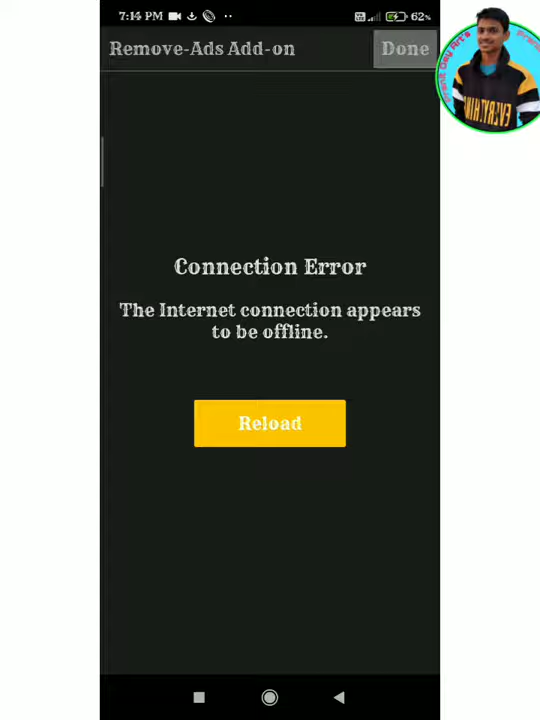 7:14 PM
62%
Remove-Ads Add-on
Done
EVERYTHING
Connection Error
The Internet connection appears
to be offline.
Reload